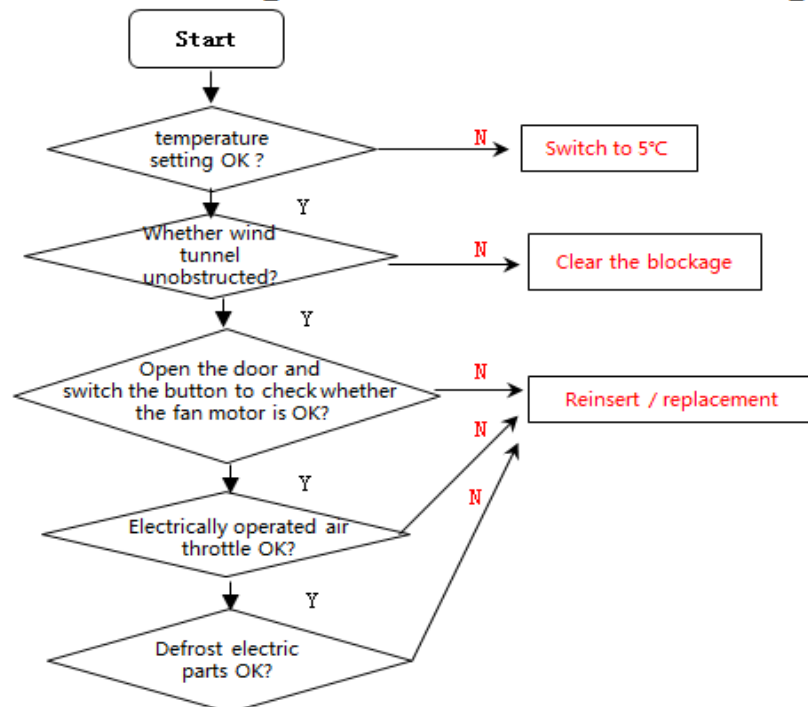 Start
temperature
setting OK ?
N
Switch to 5℃
Y
Whether wind
tunnel
unobstructed?
N
Clear the blockage
Y
Open the door and
switch the button to check whether
the fan motor is OK?
N
Reinsert / replacement
N
Y
N
Electrically operated air
throttle OK?
Y
Defrost electric
parts OK?